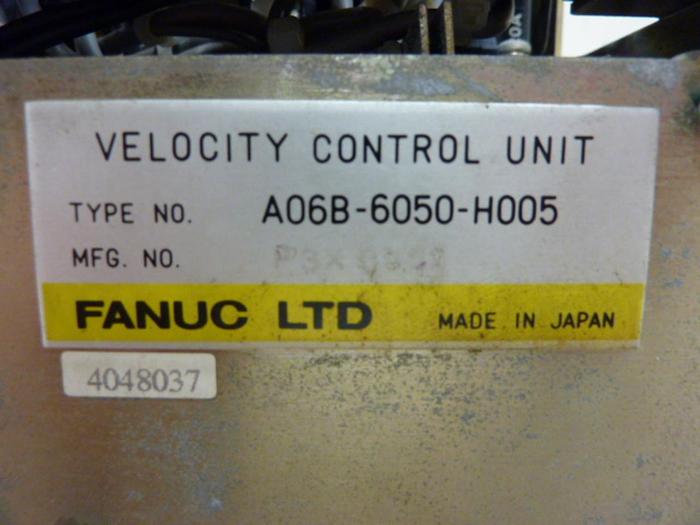 VELOCITY CONTROL UNIT
TYPE NO. A06B-6050-H005
MFG. NO.
FANUC LTD MADE IN JAPAN
4048037